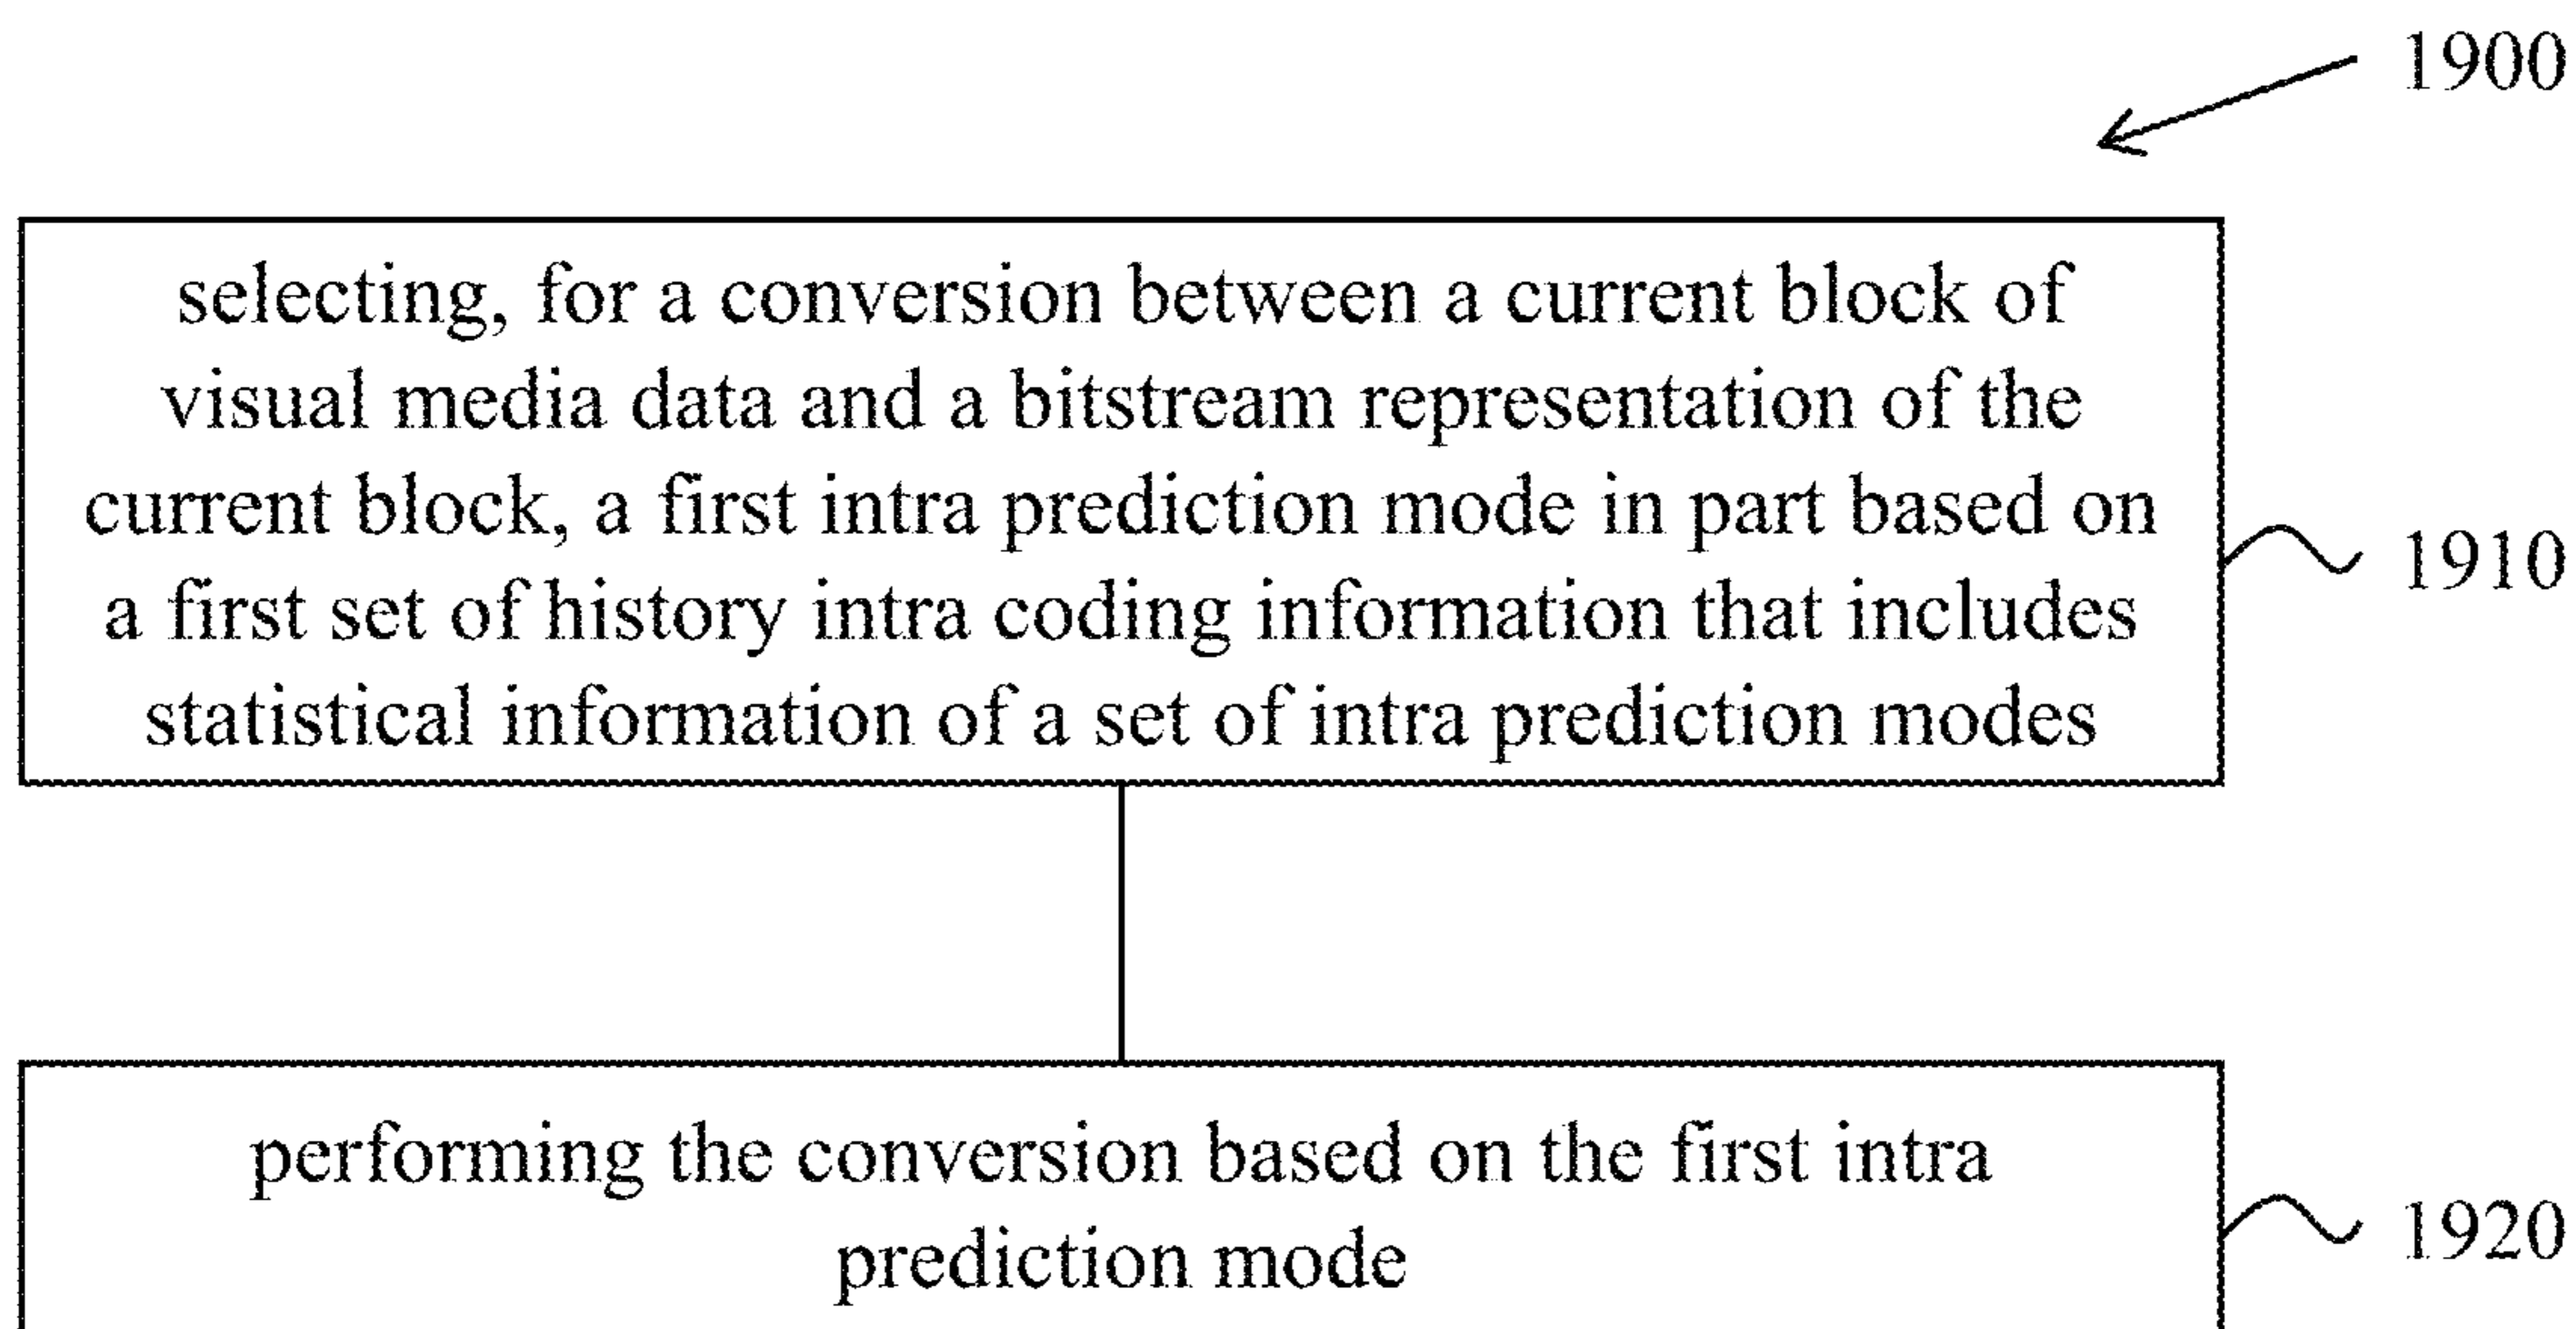 1900
selecting, for a conversion between a current block of
visual media data and a bitstream representation of the
current block, a first intra prediction mode in part based on
a first set of history intra coding information that includes
statistical information of a set of intra prediction modes
1910
performing the conversion based on the first intra
prediction mode
1920